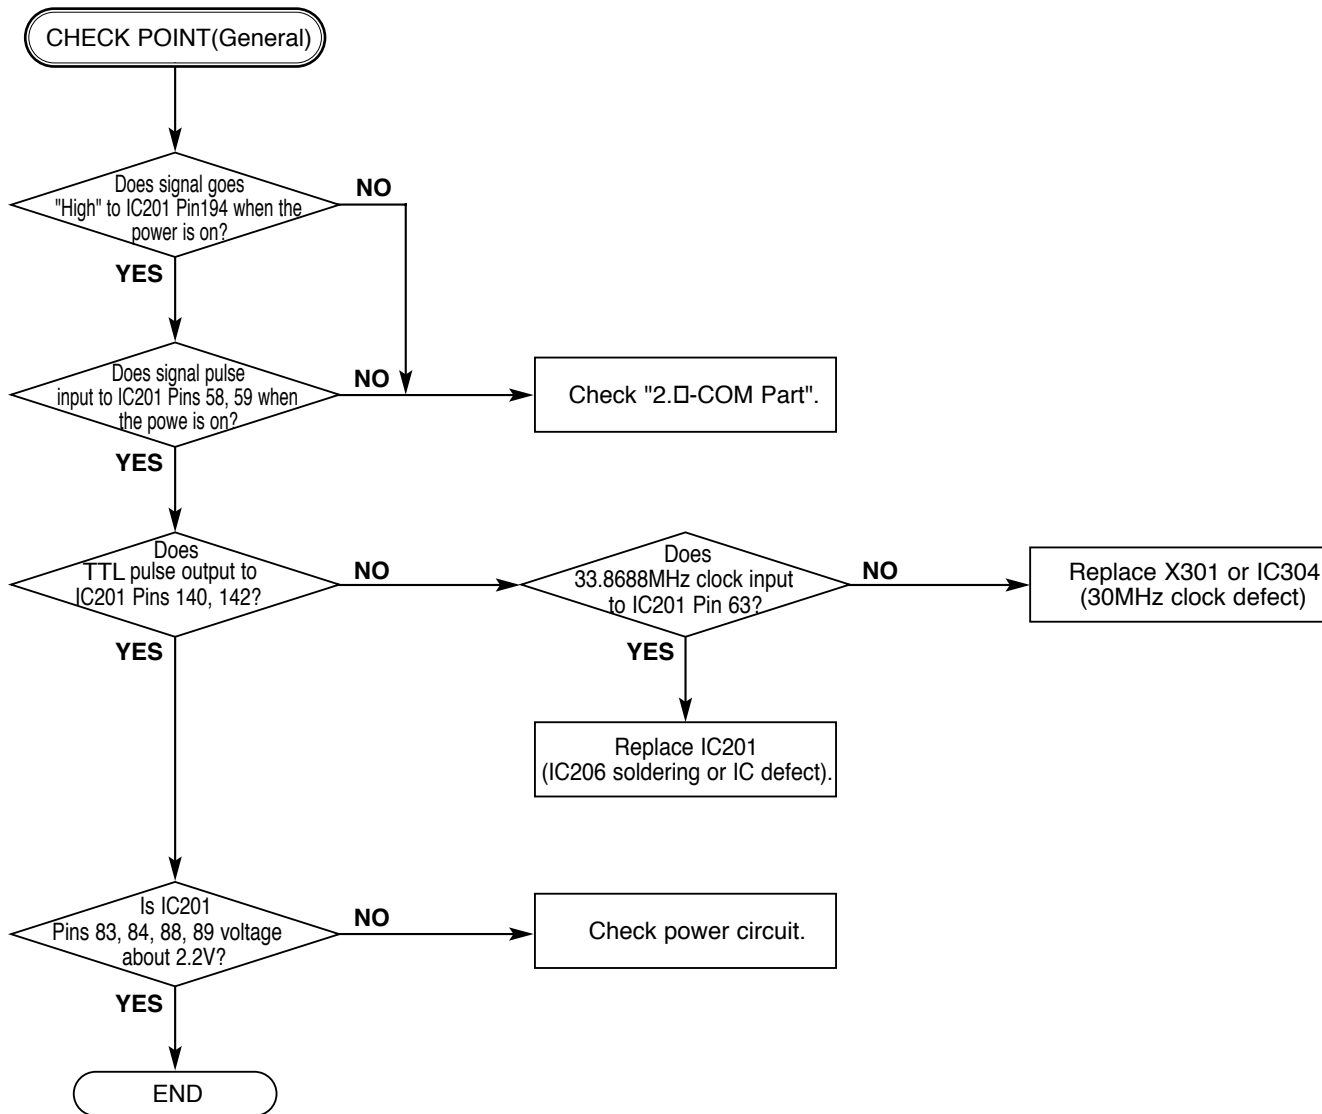 CHECK POINT(General)
Does signal goes
"High" to IC201 Pin194 when the
power is on?
NO
YES
Does signal pulse
input to IC201 Pins 58, 59 when
the powe is on?
NO
Check "2.□-COM Part".
YES
Does
TTL pulse output to
IC201 Pins 140, 142?
NO
Does
33.8688MHz clock input
to IC201 Pin 63?
NO
Replace X301 or IC304
(30MHz clock defect)
YES
YES
Replace IC201
(IC206 soldering or IC defect).
Is IC201
Pins 83, 84, 88, 89 voltage
about 2.2V?
NO
Check power circuit.
YES
END